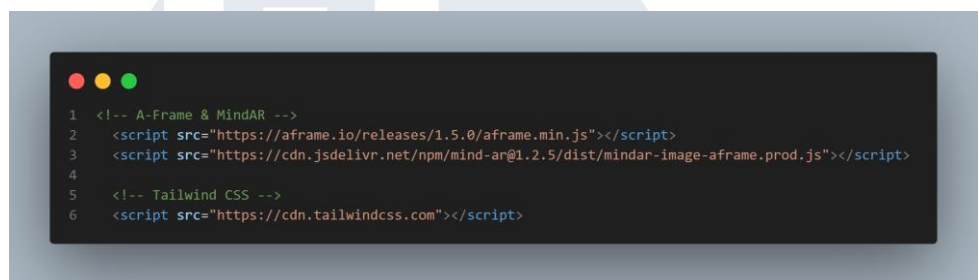 1 <!-- A-Frame & MindAR -->
2 <script src="https://aframe.io/releases/1.5.0/aframe.min.js"></script>
3 <script src="https://cdn.jsdelivr.net/npm/mind-ar@1.2.5/dist/mindar-image-aframe.prod.js"></script>
4
5 <!-- Tailwind CSS -->
6 <script src="https://cdn.tailwindcss.com"></script>